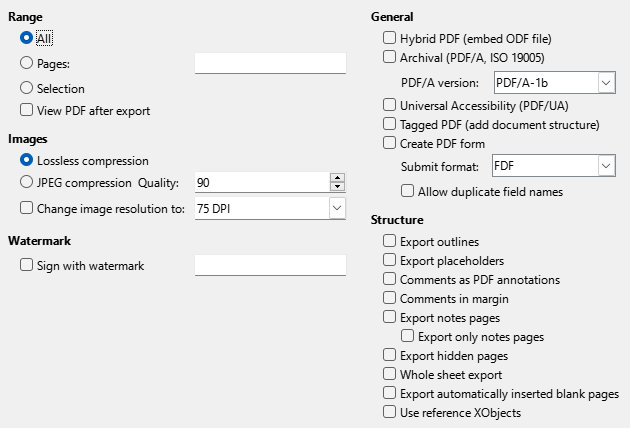 Range
All
Pages:
Selection
View PDF after export
Images
Lossless compression
JPEG compression Quality: 90
Change image resolution to: 75 DPI
Watermark
Sign with watermark
General
Hybrid PDF (embed ODF file)
Archival (PDF/A, ISO 19005)
PDF/A version: PDF/A-1b
Universal Accessibility (PDF/UA)
Tagged PDF (add document structure)
Create PDF form
Submit format: FDF
Allow duplicate field names
Structure
Export outlines
Export placeholders
Comments as PDF annotations
Comments in margin
Export notes pages
Export only notes pages
Export hidden pages
Whole sheet export
Export automatically inserted blank pages
Use reference XObjects